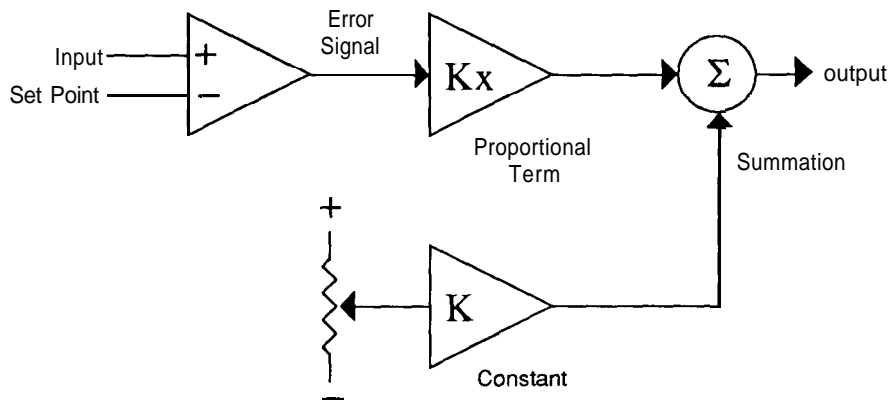 Error
Signal
Input
+
Set Point
−
Kx
Σ
output
Proportional
Term
Summation
+
K
Constant
−